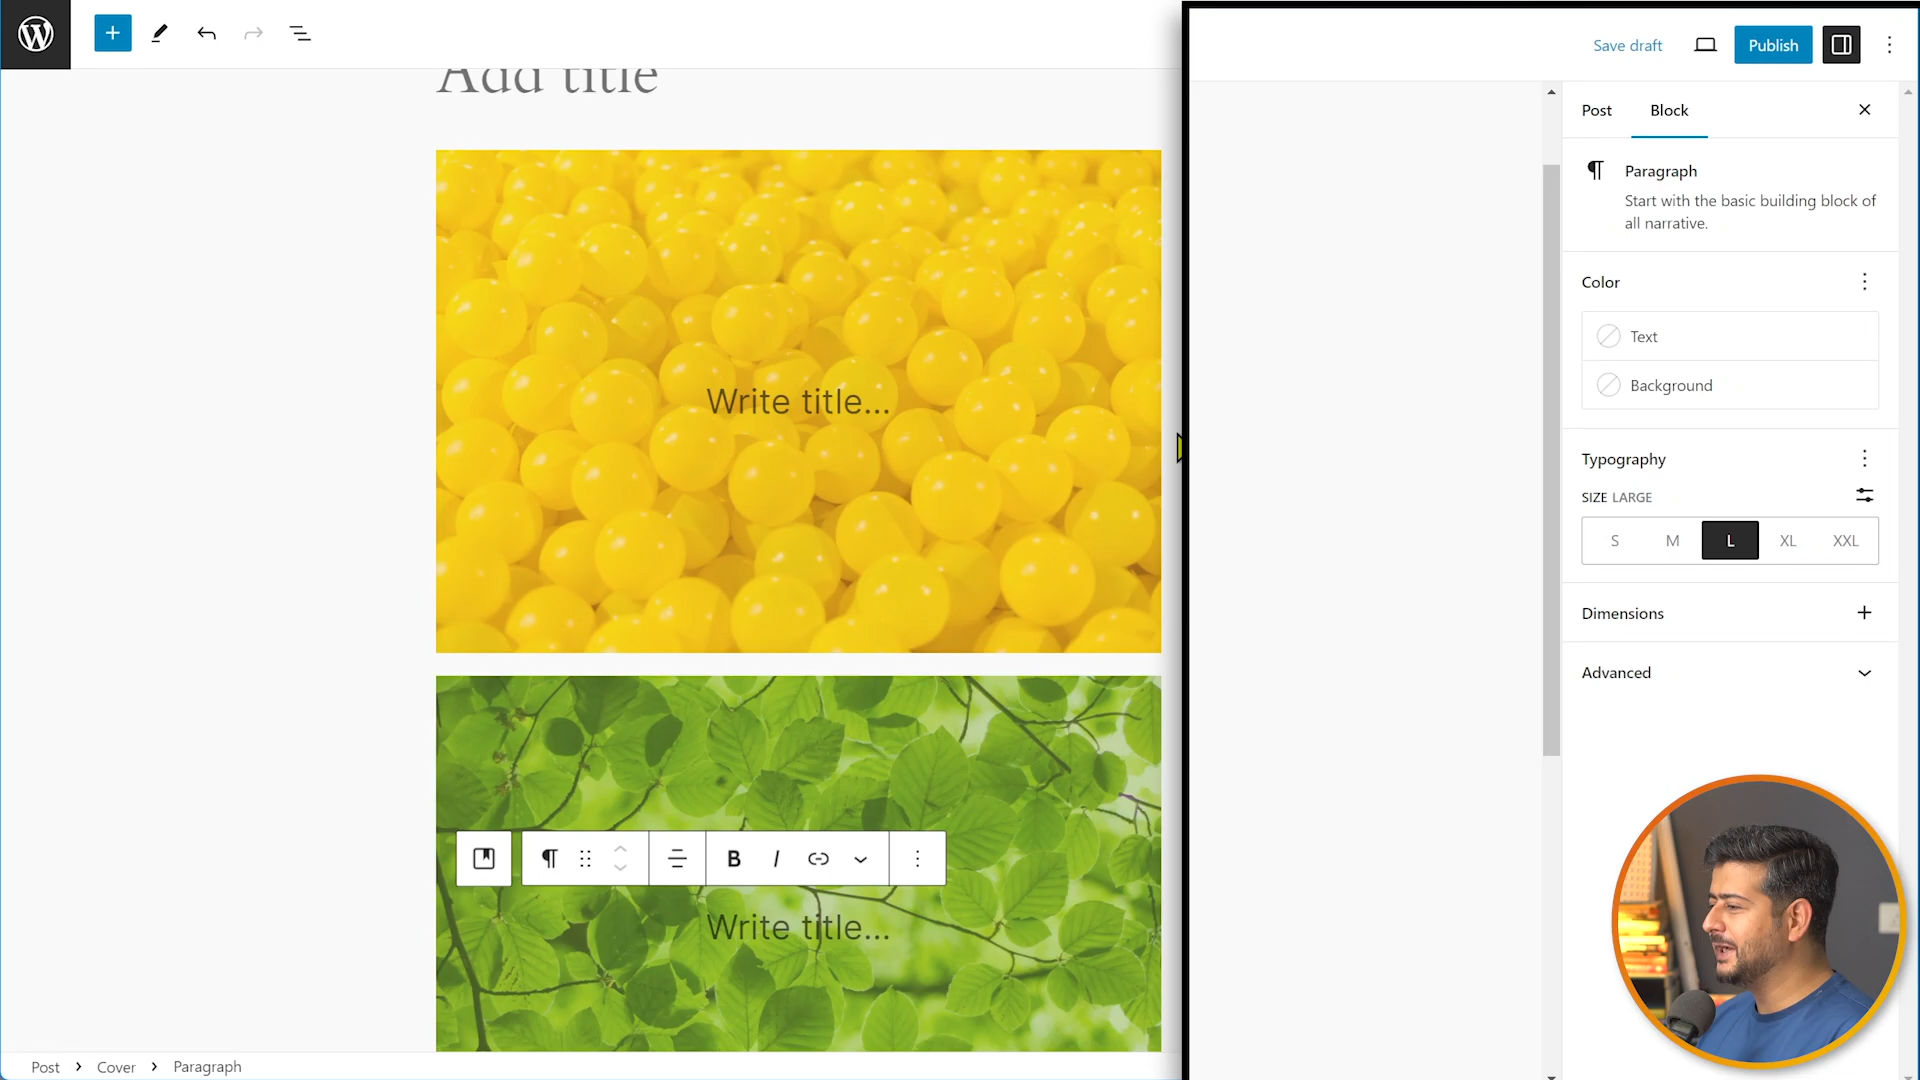 Save draft
Publish
Add title
Post
Block
Paragraph
Start with the basic building block of
all narrative.
Color
Text
Background
Write title...
Typography
SIZE LARGE
S M L XL XXL
Dimensions
Advanced
B I
Write title...
Post > Cover > Paragraph